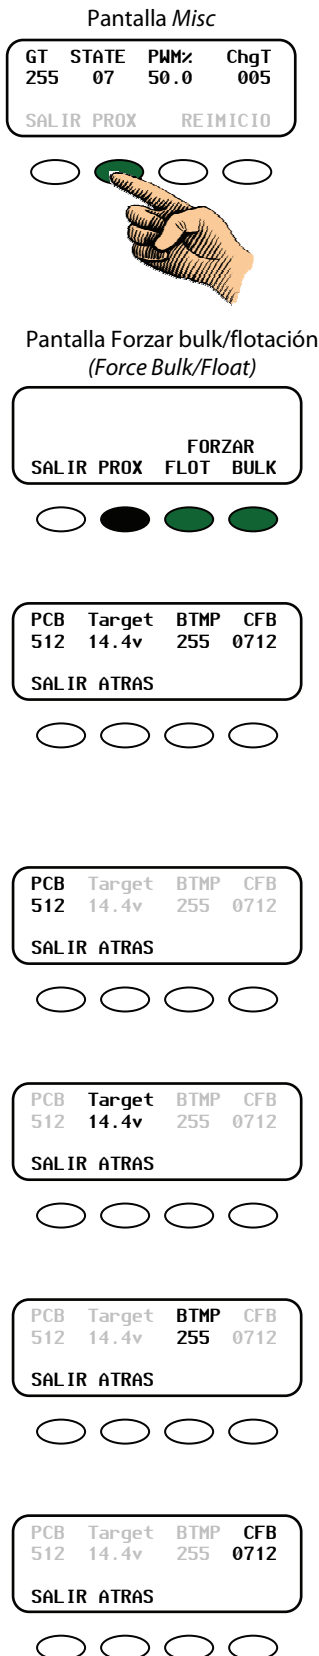 Pantalla Misc
GT STATE PWM% ChgT
255 07 50.0 005
SALIR PROX REIMICIO
Pantalla Forzar bulk/flotación
(Force Bulk/Float)
FORZAR
SALIR PROX FLOT BULK
PCB Target BTMP CFB
512 14.4v 255 0712
SALIR ATRAS
PCB Target BTMP CFB
512 14.4v 255 0712
SALIR ATRAS
PCB Target BTMP CFB
512 14.4v 255 0712
SALIR ATRAS
PCB Target BTMP CFB
512 14.4v 255 0712
SALIR ATRAS
PCB Target BTMP CFB
512 14.4v 255 0712
SALIR ATRAS